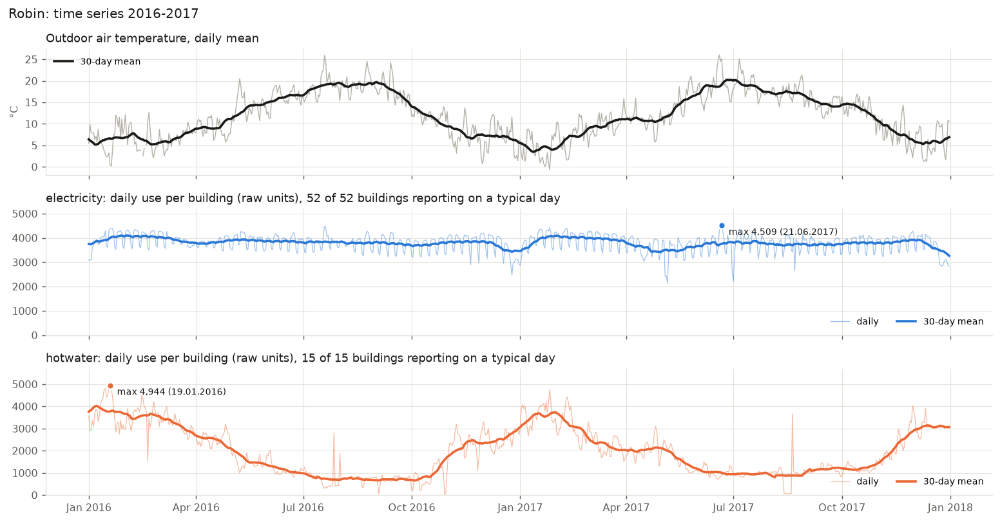 Robin: time series 2016-2017
Outdoor air temperature, daily mean
30-day mean
°C
25
20
15
10
5
0
electricity: daily use per building (raw units), 52 of 52 buildings reporting on a typical day
5000
4000
3000
2000
1000
0
max 4,509 (21.06.2017)
daily
30-day mean
hotwater: daily use per building (raw units), 15 of 15 buildings reporting on a typical day
5000
4000
3000
2000
1000
0
max 4,944 (19.01.2016)
daily
30-day mean
Jan 2016
Apr 2016
Jul 2016
Oct 2016
Jan 2017
Apr 2017
Jul 2017
Oct 2017
Jan 2018